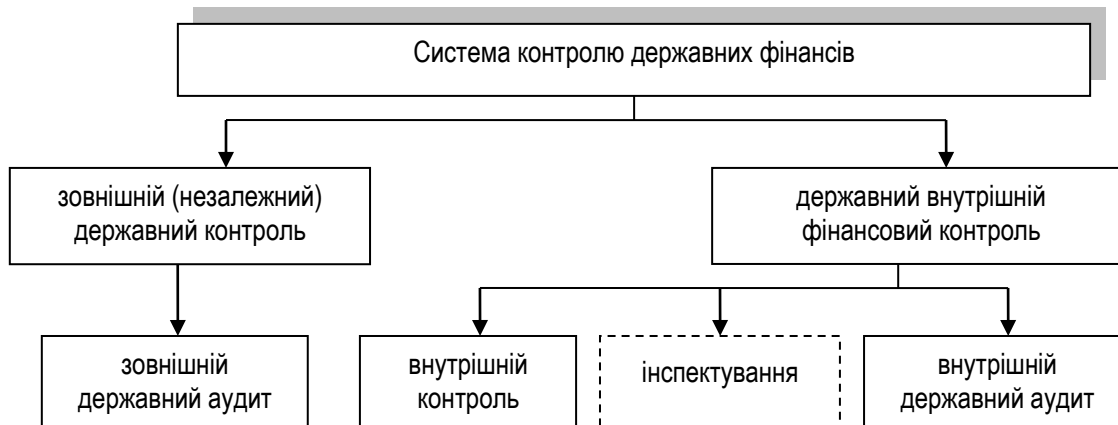 Система контролю державних фінансів
зовнішній (незалежний)
державний контроль
державний внутрішній
фінансовий контроль
зовнішній
державний аудит
внутрішній
контроль
інспектування
внутрішній
державний аудит